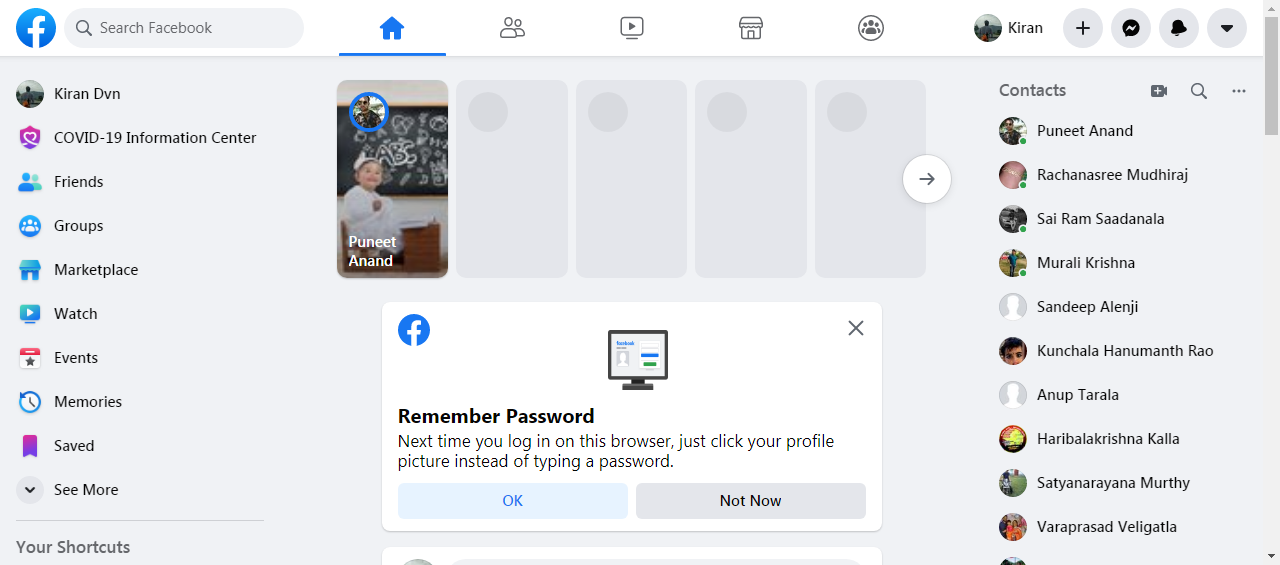 Search Facebook
Kiran
Kiran Dvn
COVID-19 Information Center
Friends
Groups
Marketplace
Watch
Events
Memories
Saved
See More
Your Shortcuts
ABC
Puneet
Anand
facebook
Remember Password
Next time you log in on this browser, just click your profile
picture instead of typing a password.
OK
Not Now
Contacts
Puneet Anand
Rachanasree Mudhiraj
Sai Ram Saadanala
Murali Krishna
Sandeep Alenji
Kunchala Hanumanth Rao
Anup Tarala
Haribalakrishna Kalla
Satyanarayana Murthy
Varaprasad Veligatla